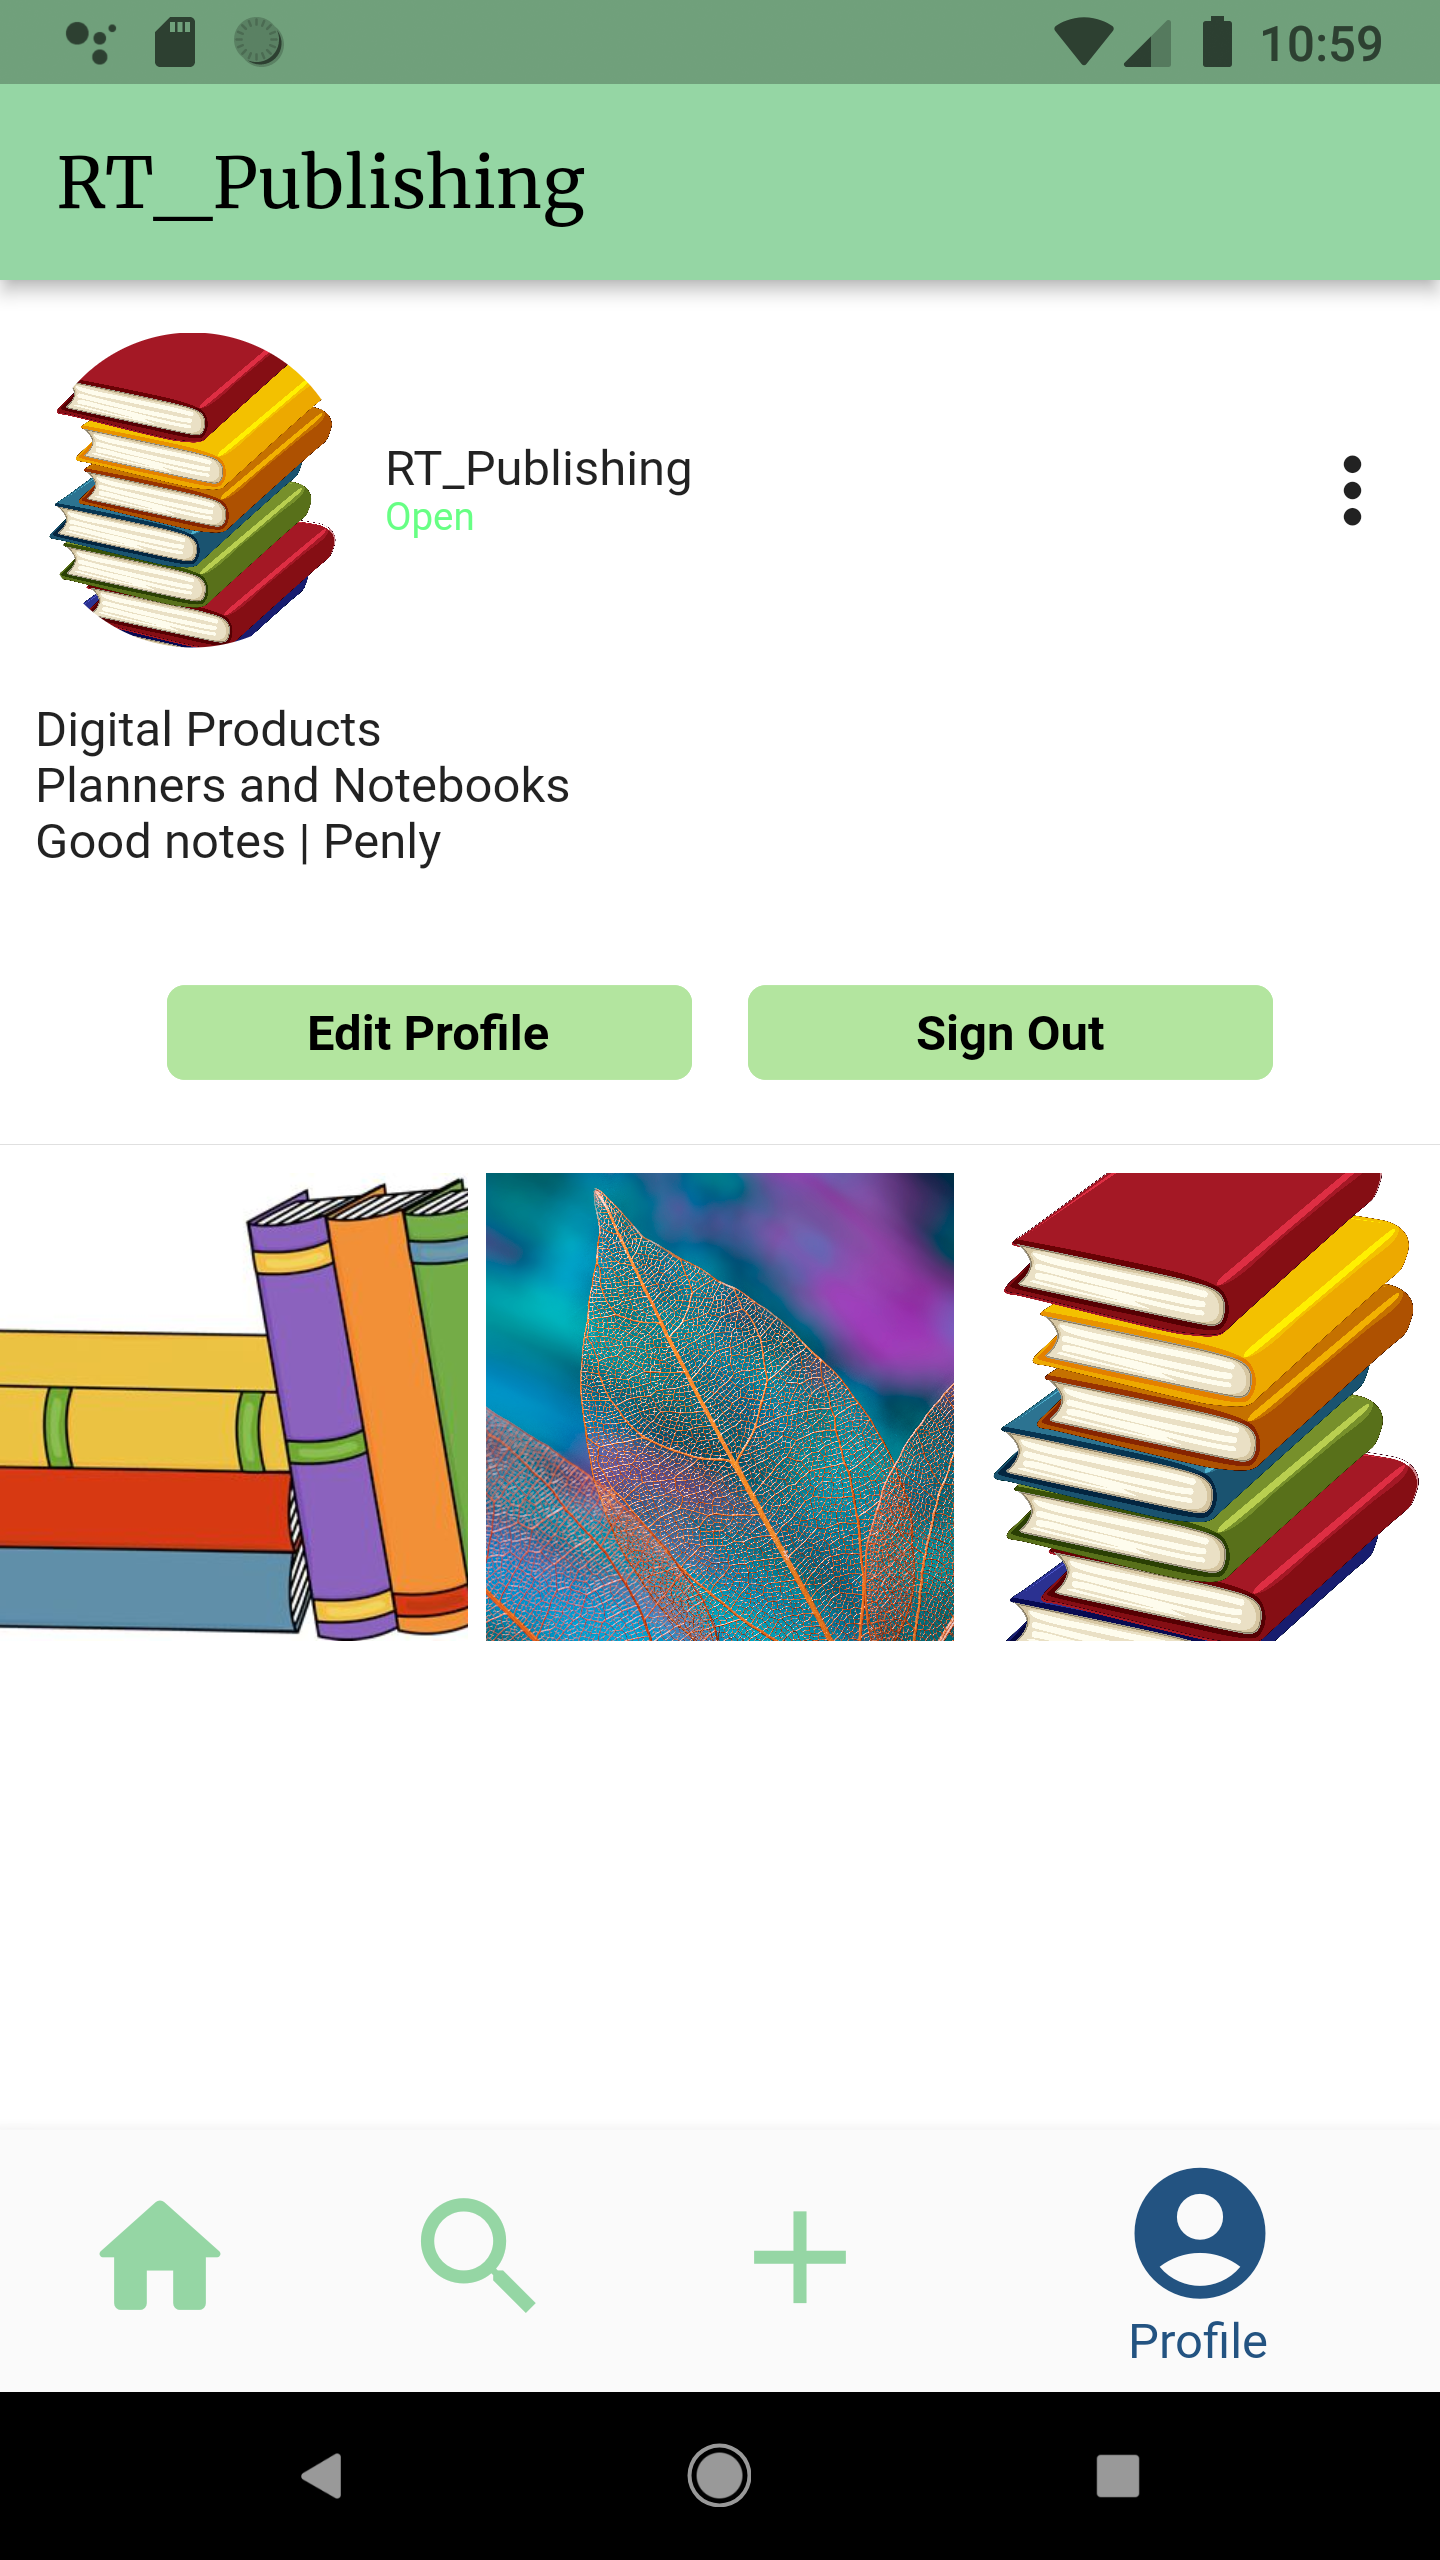 10:59
RT_Publishing
RT_Publishing
Open
Digital Products
Planners and Notebooks
Good notes | Penly
Edit Profile
Sign Out
Profile